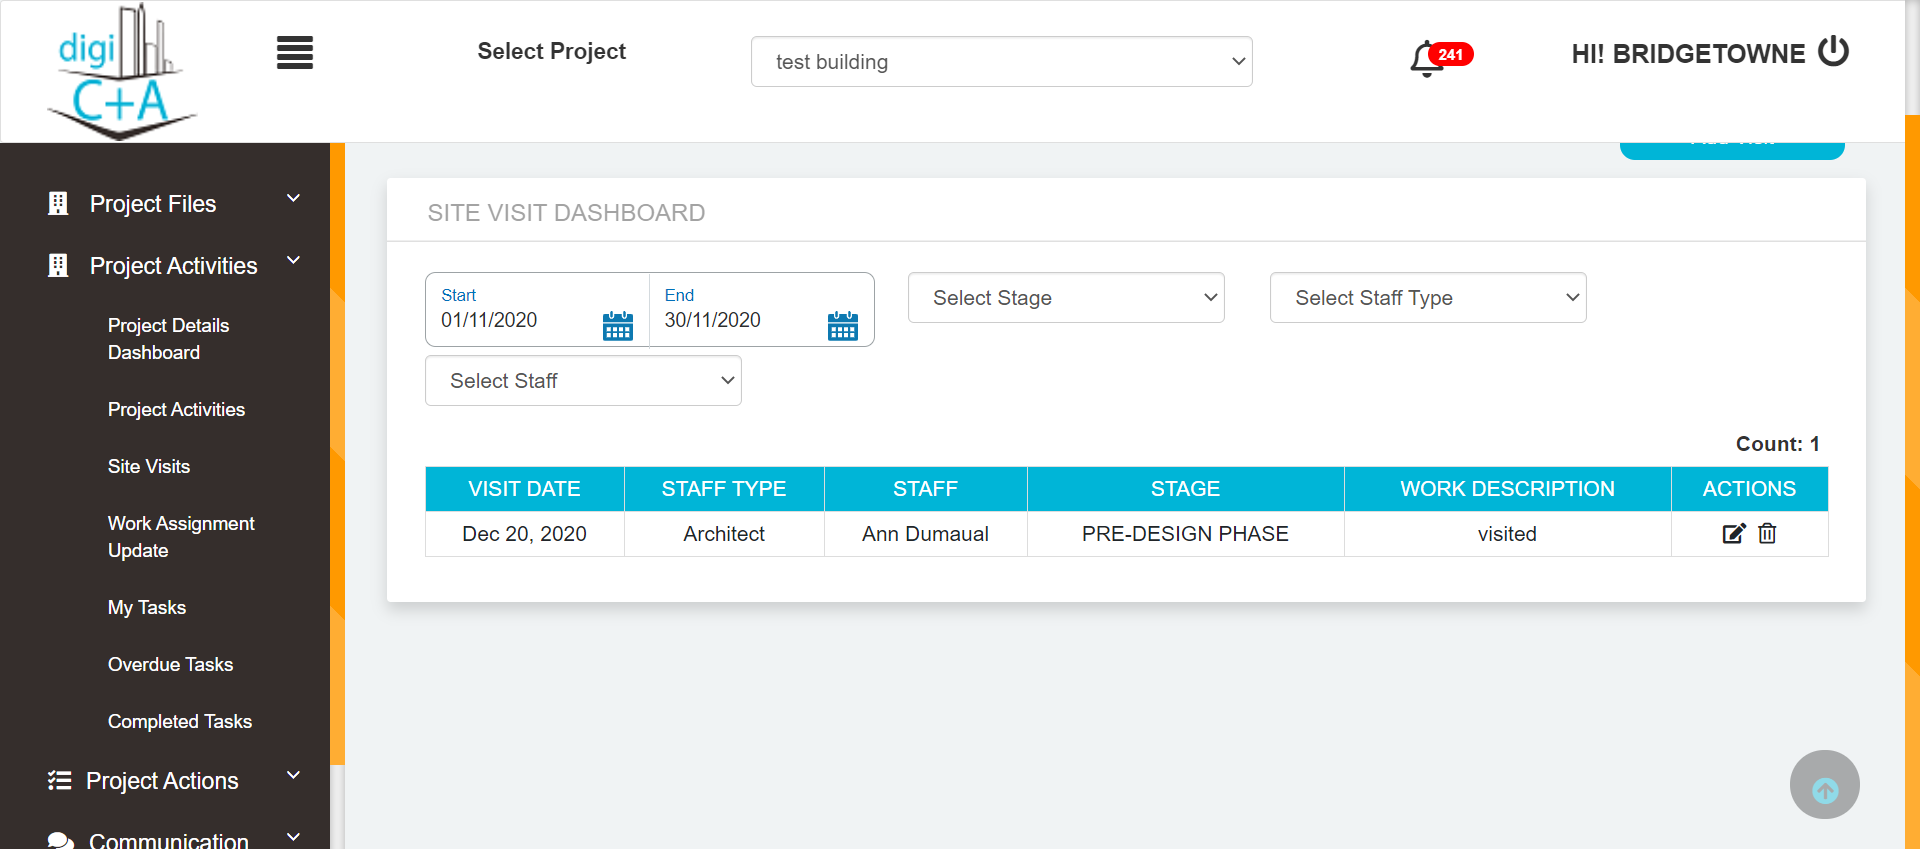 digi
C+A
Select Project
test building
241
HI! BRIDGETOWNE
Project Files
Project Activities
Project Details
Dashboard
Project Activities
Site Visits
Work Assignment
Update
My Tasks
Overdue Tasks
Completed Tasks
Project Actions
Communication
SITE VISIT DASHBOARD
Start
01/11/2020
End
30/11/2020
Select Stage
Select Staff Type
Select Staff
Count: 1
VISIT DATE STAFF TYPE STAFF STAGE WORK DESCRIPTION ACTIONS
Dec 20, 2020 Architect Ann Dumaual PRE-DESIGN PHASE visited